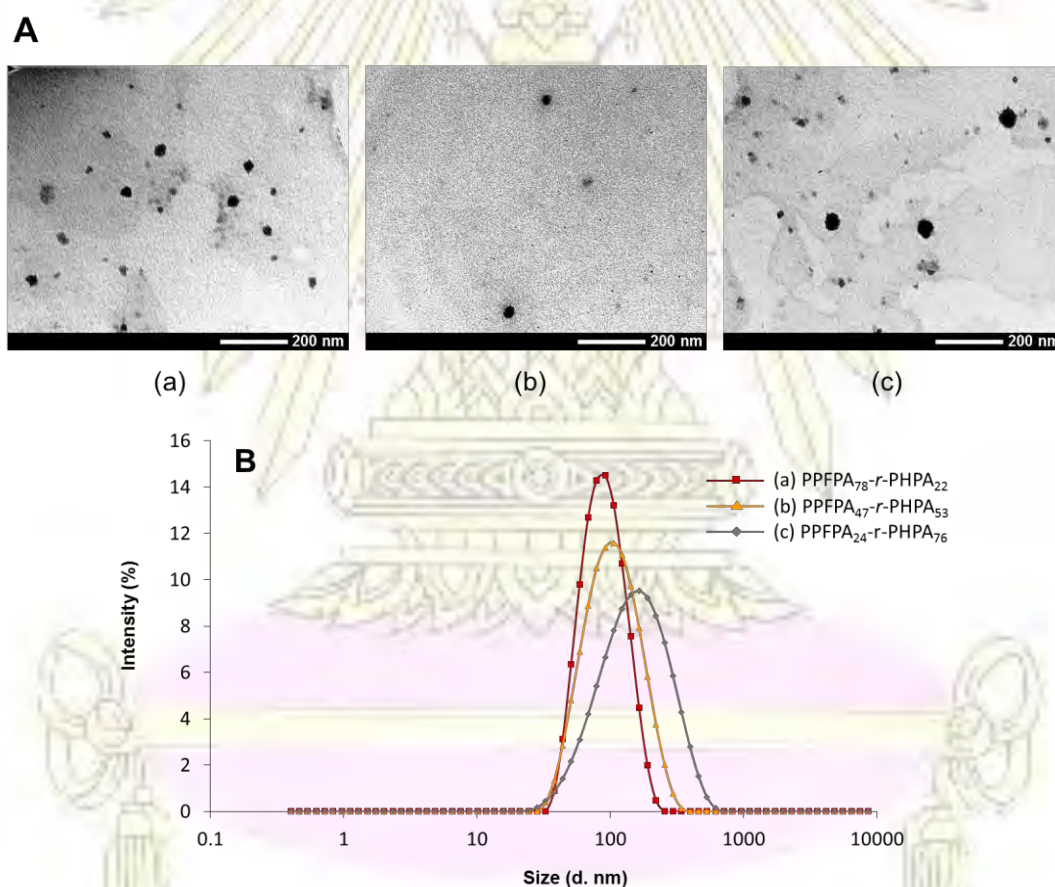 A
200 nm
200 nm
200 nm
(a)
(b)
(c)
B
16
14
12
10
8
6
4
2
0
Intensity (%)
(a) PPFPA₇₈-r-PHPA₂₂
(b) PPFPA₄₇-r-PHPA₅₃
(c) PPFPA₂₄-r-PHPA₇₆
0.1 1 10 100 1000 10000
Size (d. nm)